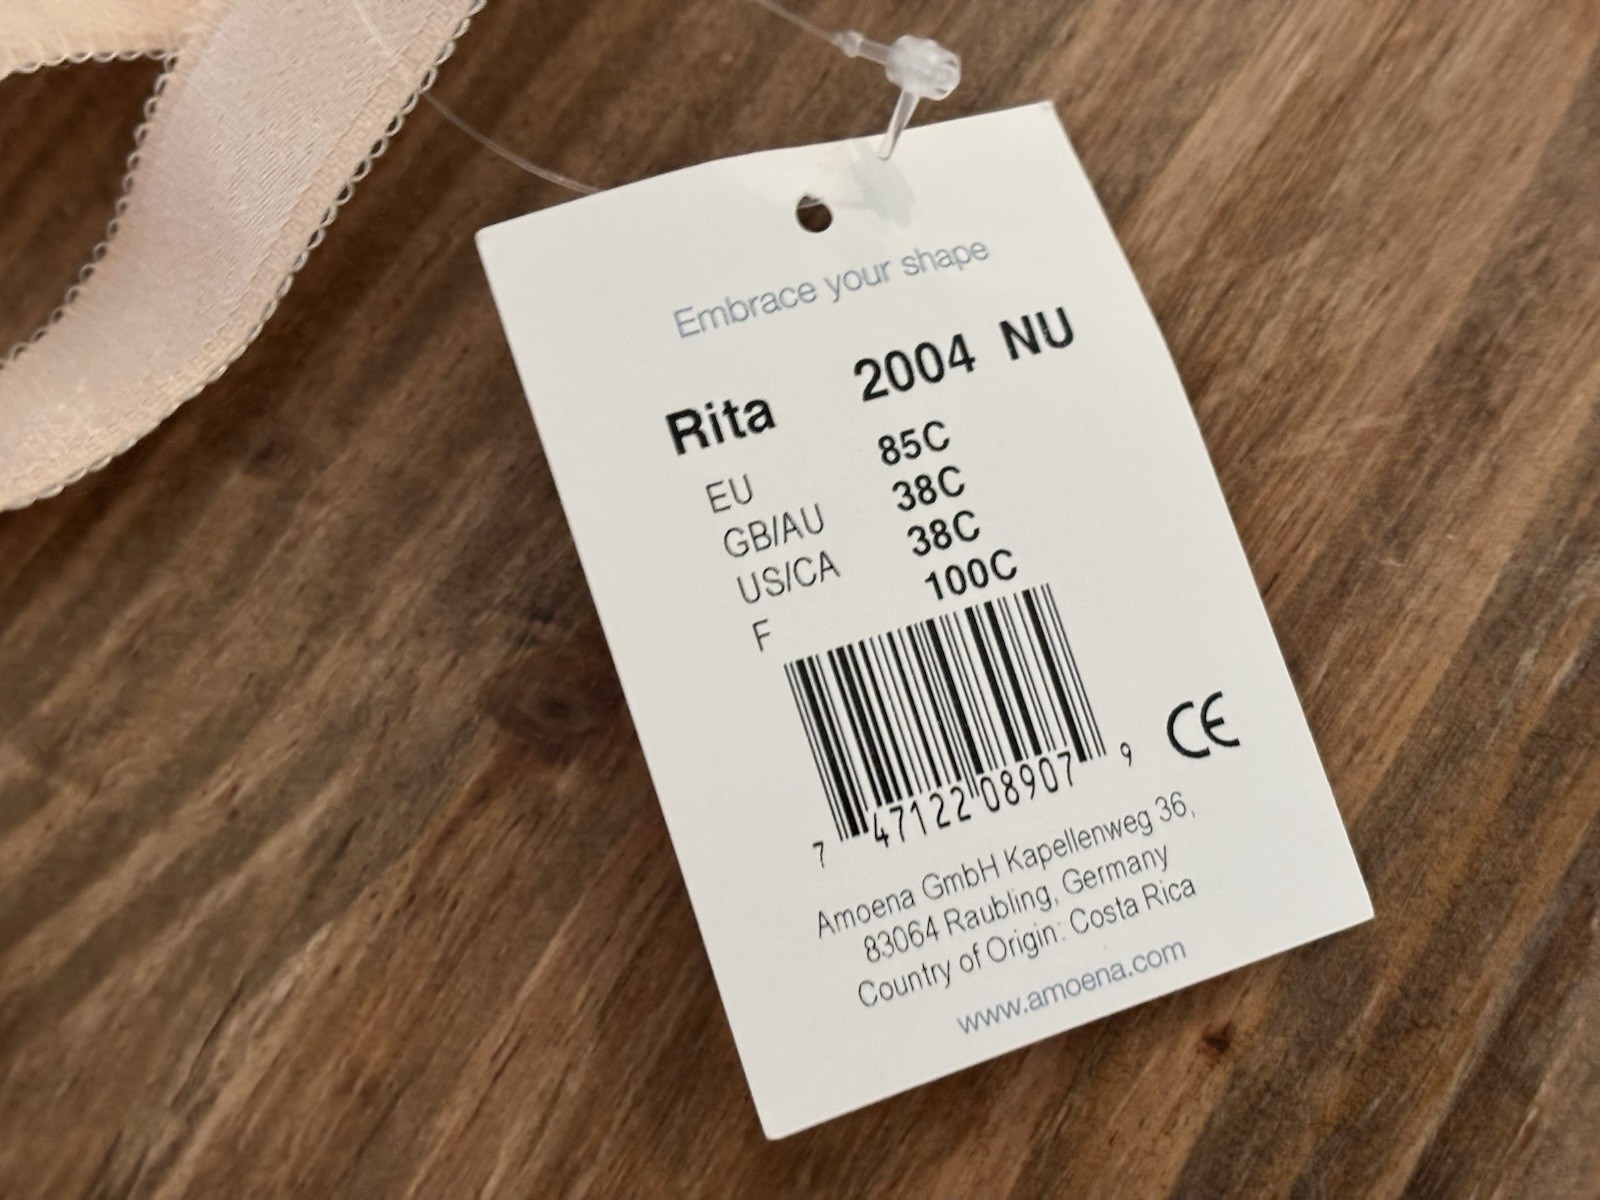 Embrace your shape
Rita 2004 NU
EU 85C
GB/AU 38C
US/CA 38C
F 100C
7 47122 08907 9
CE
Amoena GmbH Kapellenweg 36,
83064 Raubling, Germany
Country of Origin: Costa Rica
www.amoena.com